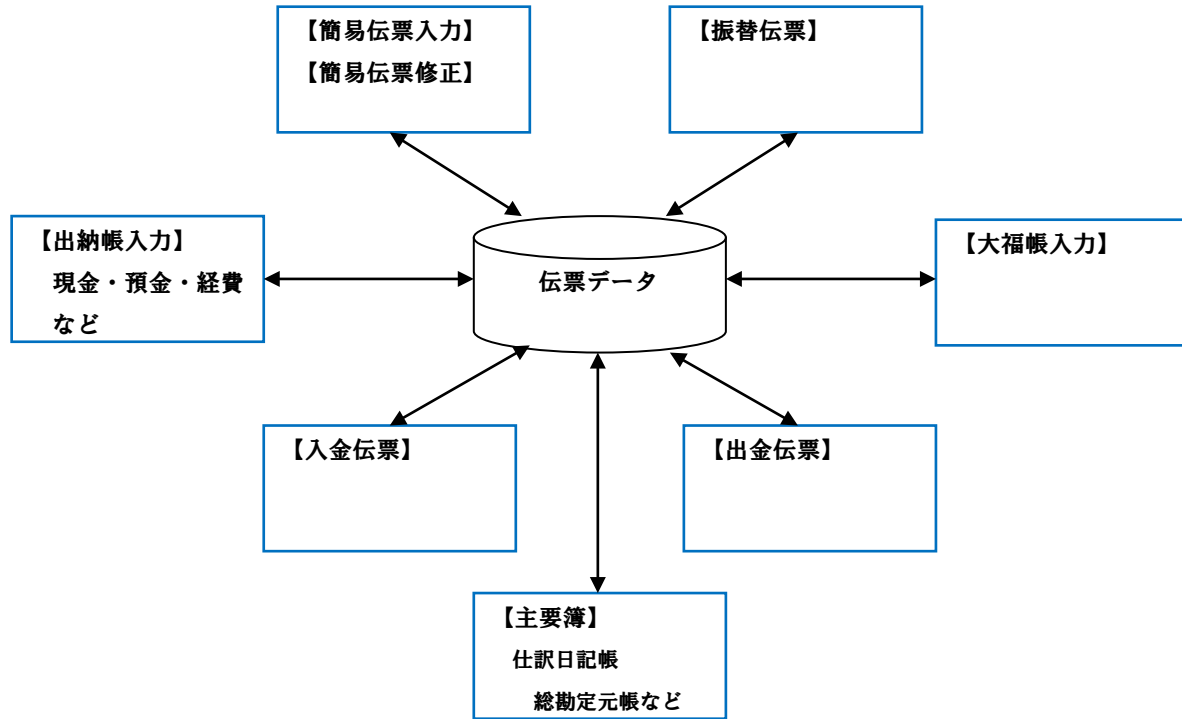 【簡易伝票入力】
【簡易伝票修正】
【振替伝票】
【出納帳入力】
現金・預金・経費
など
伝票データ
【大福帳入力】
【入金伝票】
【出金伝票】
【主要簿】
仕訳日記帳
総勘定元帳など